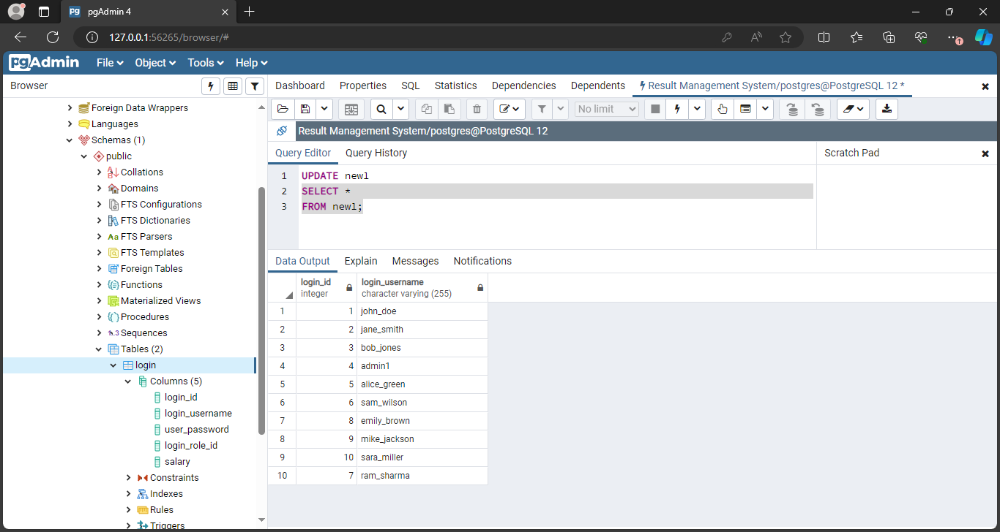 pgAdmin 4
127.0.0.1:56265/browser/#
pgAdmin File Object Tools Help
Browser
Dashboard Properties SQL Statistics Dependencies Dependents Result Management System/postgres@PostgreSQL 12 *
No limit
Result Management System/postgres@PostgreSQL 12
Foreign Data Wrappers
Languages
Schemas (1)
public
Collations
Domains
FTS Configurations
FTS Dictionaries
Aa FTS Parsers
FTS Templates
Foreign Tables
Functions
Materialized Views
Procedures
1..3 Sequences
Tables (2)
login
Columns (5)
login_id
login_username
user_password
login_role_id
salary
Constraints
Indexes
Rules
Triggers
Query Editor Query History
Scratch Pad
1 UPDATE newl
2 SELECT *
3 FROM newl;
Data Output Explain Messages Notifications
login_id
integer
login_username
character varying (255)
1 1 john_doe
2 2 jane_smith
3 3 bob_jones
4 4 admin1
5 5 alice_green
6 6 sam_wilson
7 8 emily_brown
8 9 mike_jackson
9 10 sara_miller
10 7 ram_sharma